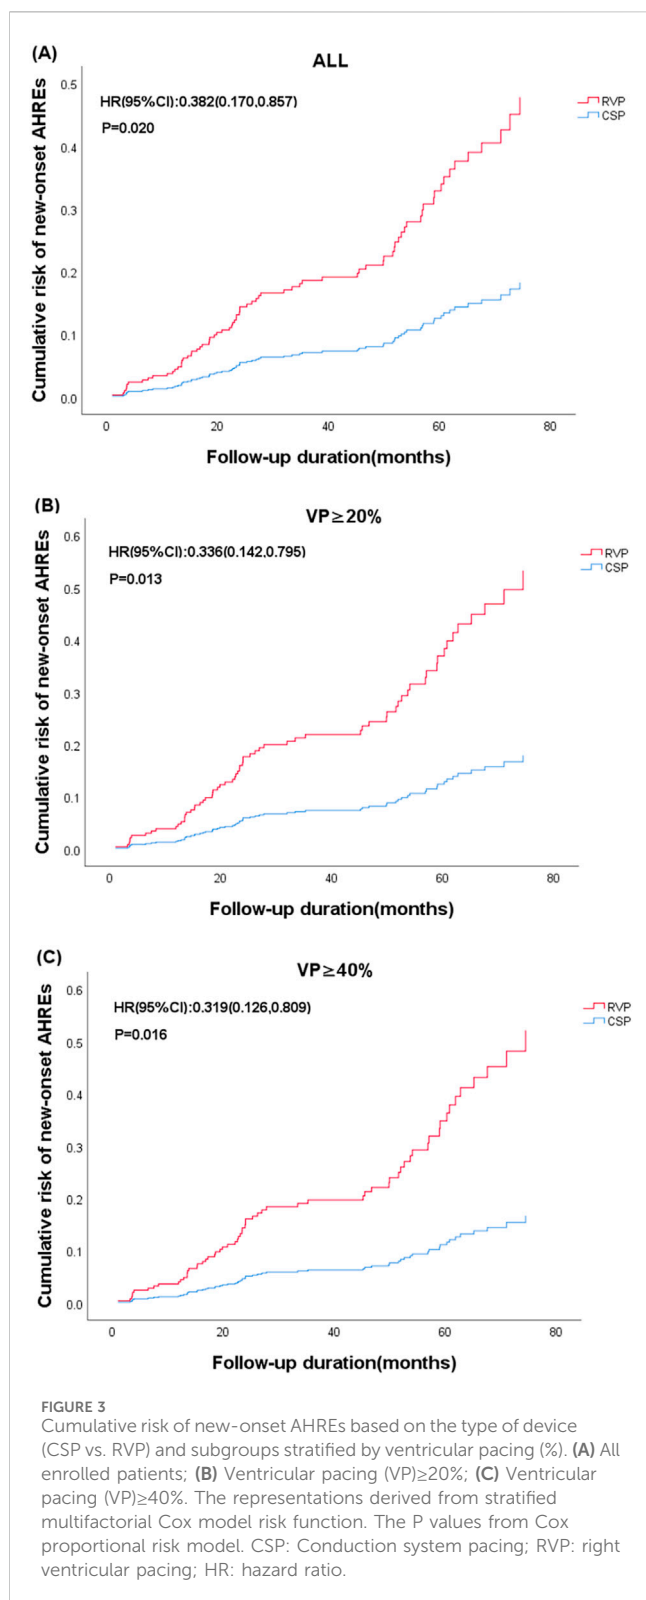 (A)
ALL
HR(95%CI):0.382(0.170,0.857)
P=0.020
RVP
CSP
Cumulative risk of new-onset AHREs
0.5
0.4
0.3
0.2
0.1
0.0
0 20 40 60 80
Follow-up duration(months)
(B)
VP≥20%
HR(95%CI):0.336(0.142,0.795)
P=0.013
RVP
CSP
Cumulative risk of new-onset AHREs
0.6
0.5
0.4
0.3
0.2
0.1
0.0
0 20 40 60 80
Follow-up duration(months)
(C)
VP≥40%
HR(95%CI):0.319(0.126,0.809)
P=0.016
RVP
CSP
Cumulative risk of new-onset AHREs
0.6
0.5
0.4
0.3
0.2
0.1
0.0
0 20 40 60 80
Follow-up duration(months)
FIGURE 3
Cumulative risk of new-onset AHREs based on the type of device
(CSP vs. RVP) and subgroups stratified by ventricular pacing (%). (A) All
enrolled patients; (B) Ventricular pacing (VP)≥20%; (C) Ventricular
pacing (VP)≥40%. The representations derived from stratified
multifactorial Cox model risk function. The P values from Cox
proportional risk model. CSP: Conduction system pacing; RVP: right
ventricular pacing; HR: hazard ratio.